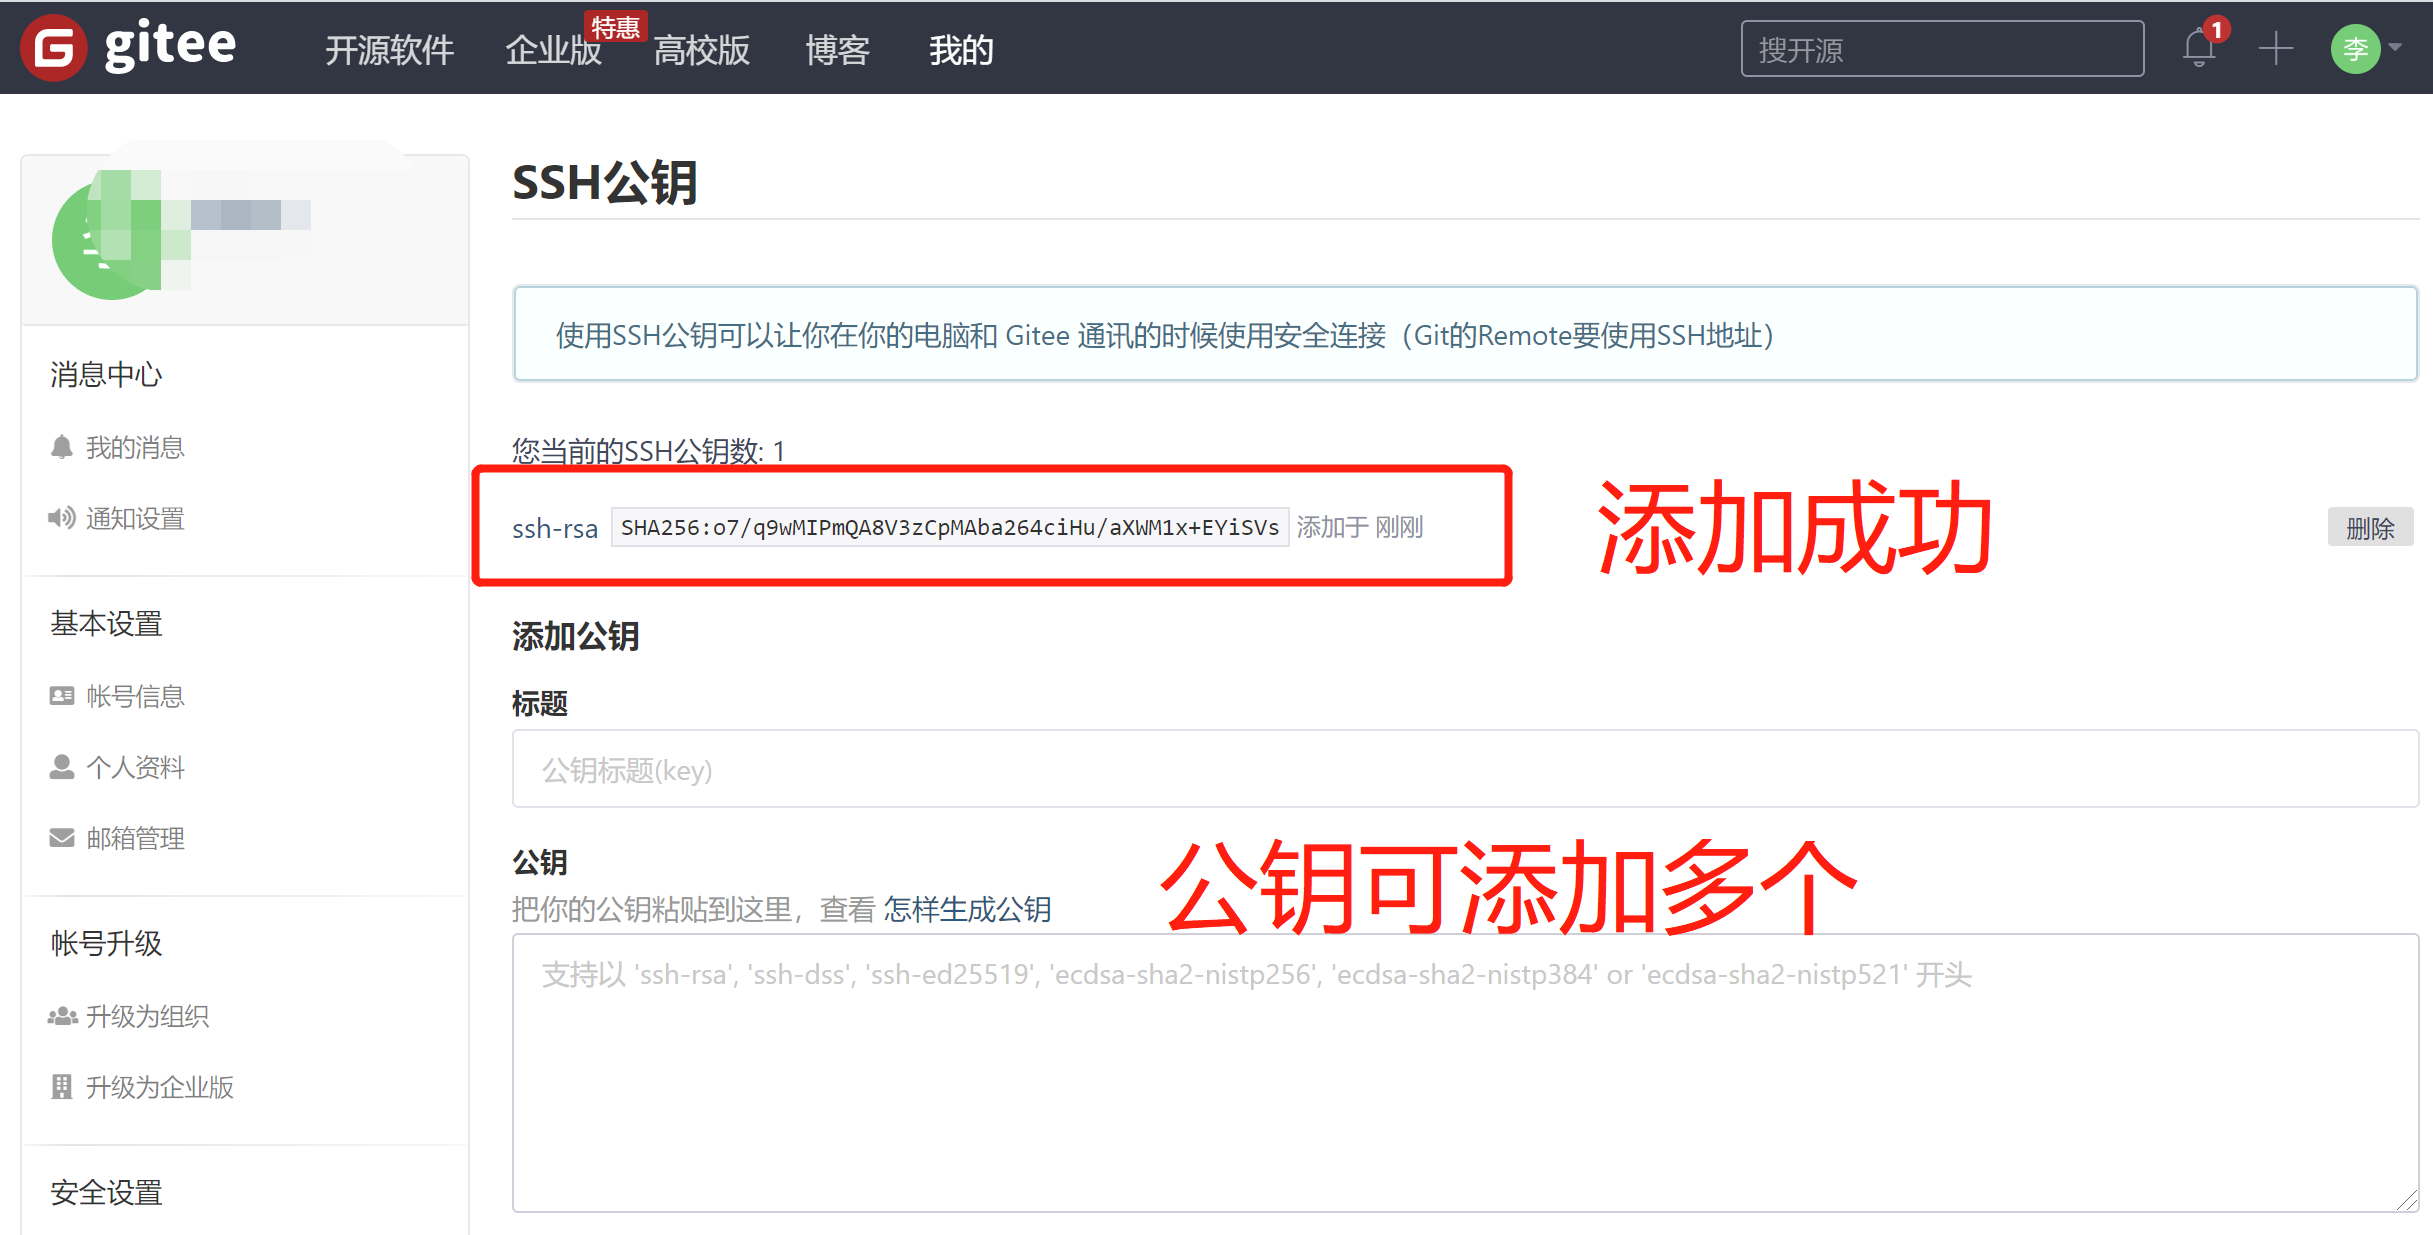 gitee
开源软件 企业版 特惠 高校版 博客 我的 搜开源 1 李
消息中心
我的消息
通知设置
基本设置
帐号信息
个人资料
邮箱管理
帐号升级
升级为组织
升级为企业版
安全设置
SSH公钥
使用SSH公钥可以让你在你的电脑和 Gitee 通讯的时候使用安全连接（Git的Remote要使用SSH地址）
您当前的SSH公钥数: 1
ssh-rsa SHA256:o7/q9wMIPmQA8V3zCpMAba264ciHu/aXWM1x+EYiSVs 添加于 刚刚
添加成功
删除
添加公钥
标题
公钥标题(key)
公钥
公钥可添加多个
把你的公钥粘贴到这里，查看 怎样生成公钥
支持以 'ssh-rsa', 'ssh-dss', 'ssh-ed25519', 'ecdsa-sha2-nistp256', 'ecdsa-sha2-nistp384' or 'ecdsa-sha2-nistp521' 开头